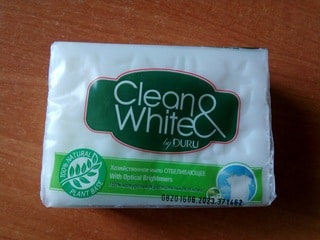 Clean &
White
by DURU
100% NATURAL
PLANT BASE
Хозяйственное мыло ОТБЕЛИВАЮЩЕЕ
With Optical Brighteners